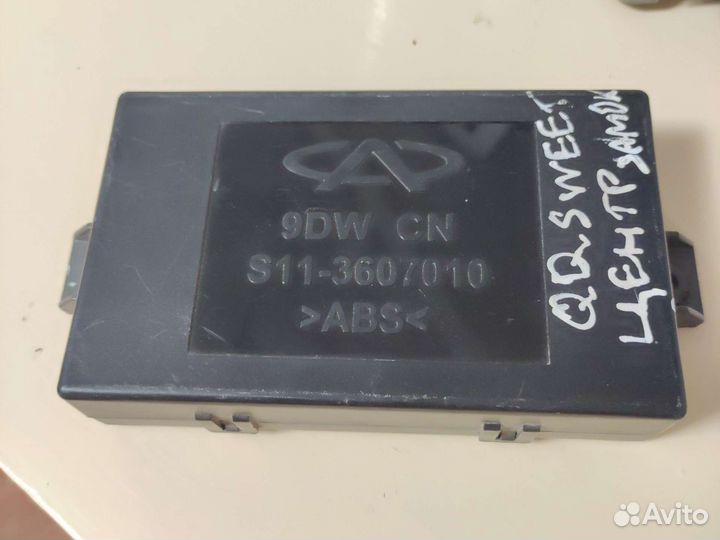 9DW CN
S11-3607010
>ABS<
QQ SWEET
ЦЕНТР ЗАМОК
Avito